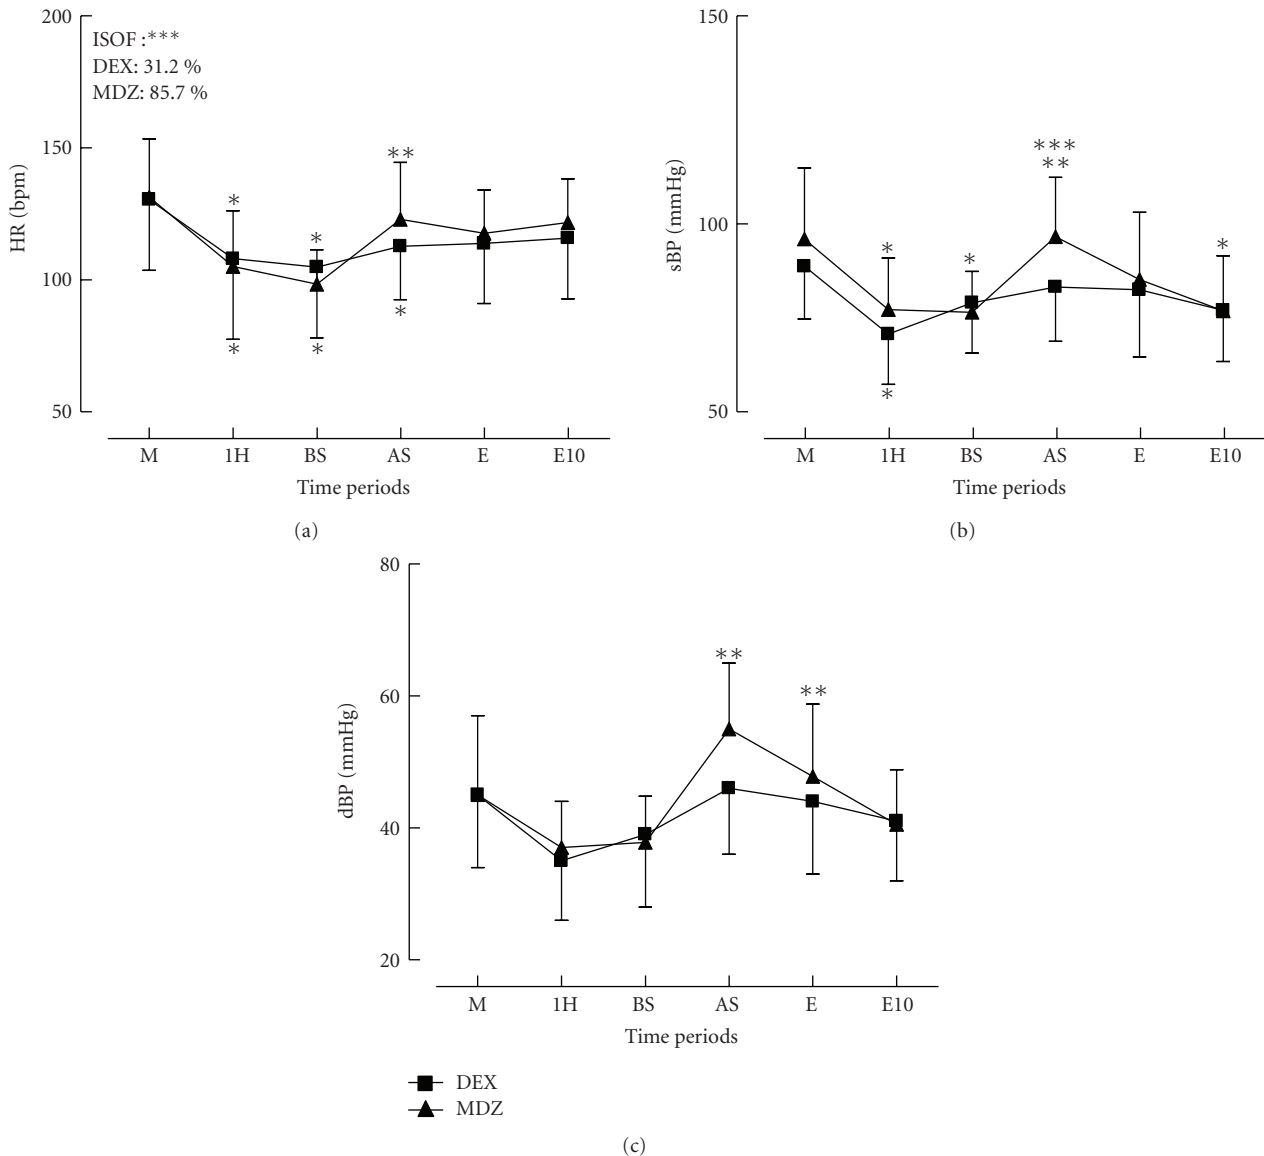 200
150
100
50
HR (bpm)
ISOF :***
DEX: 31.2 %
MDZ: 85.7 %
*
*
**
*
*
*
M 1H BS AS E E10
Time periods
(a)
150
100
50
sBP (mmHg)
***
**
*
*
*
*
M 1H BS AS E E10
Time periods
(b)
80
60
40
20
dBP (mmHg)
**
**
M 1H BS AS E E10
Time periods
DEX
MDZ
(c)